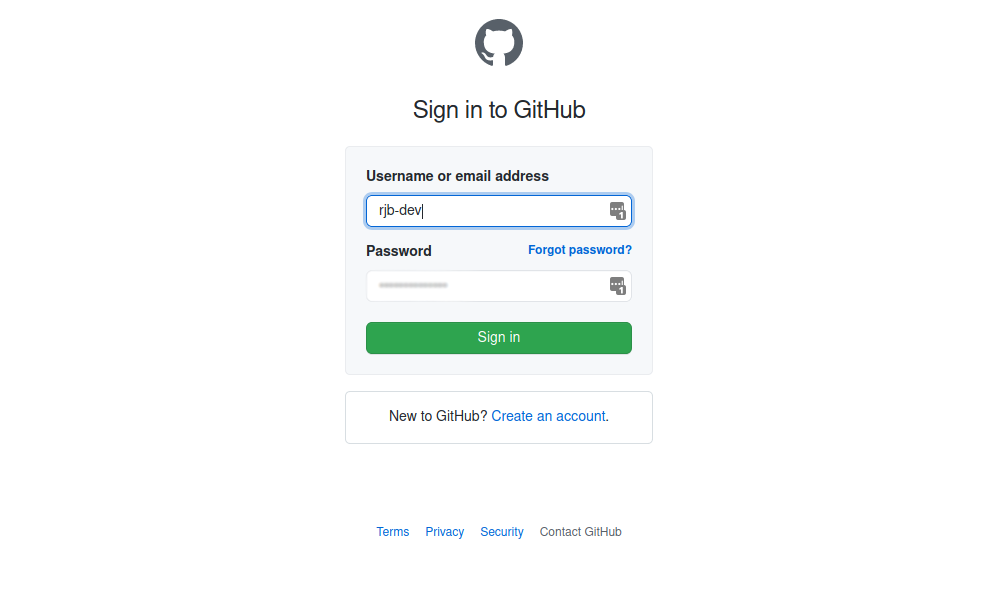 Sign in to GitHub
Username or email address
rjb-dev
Password Forgot password?
Sign in
New to GitHub? Create an account.
Terms Privacy Security Contact GitHub